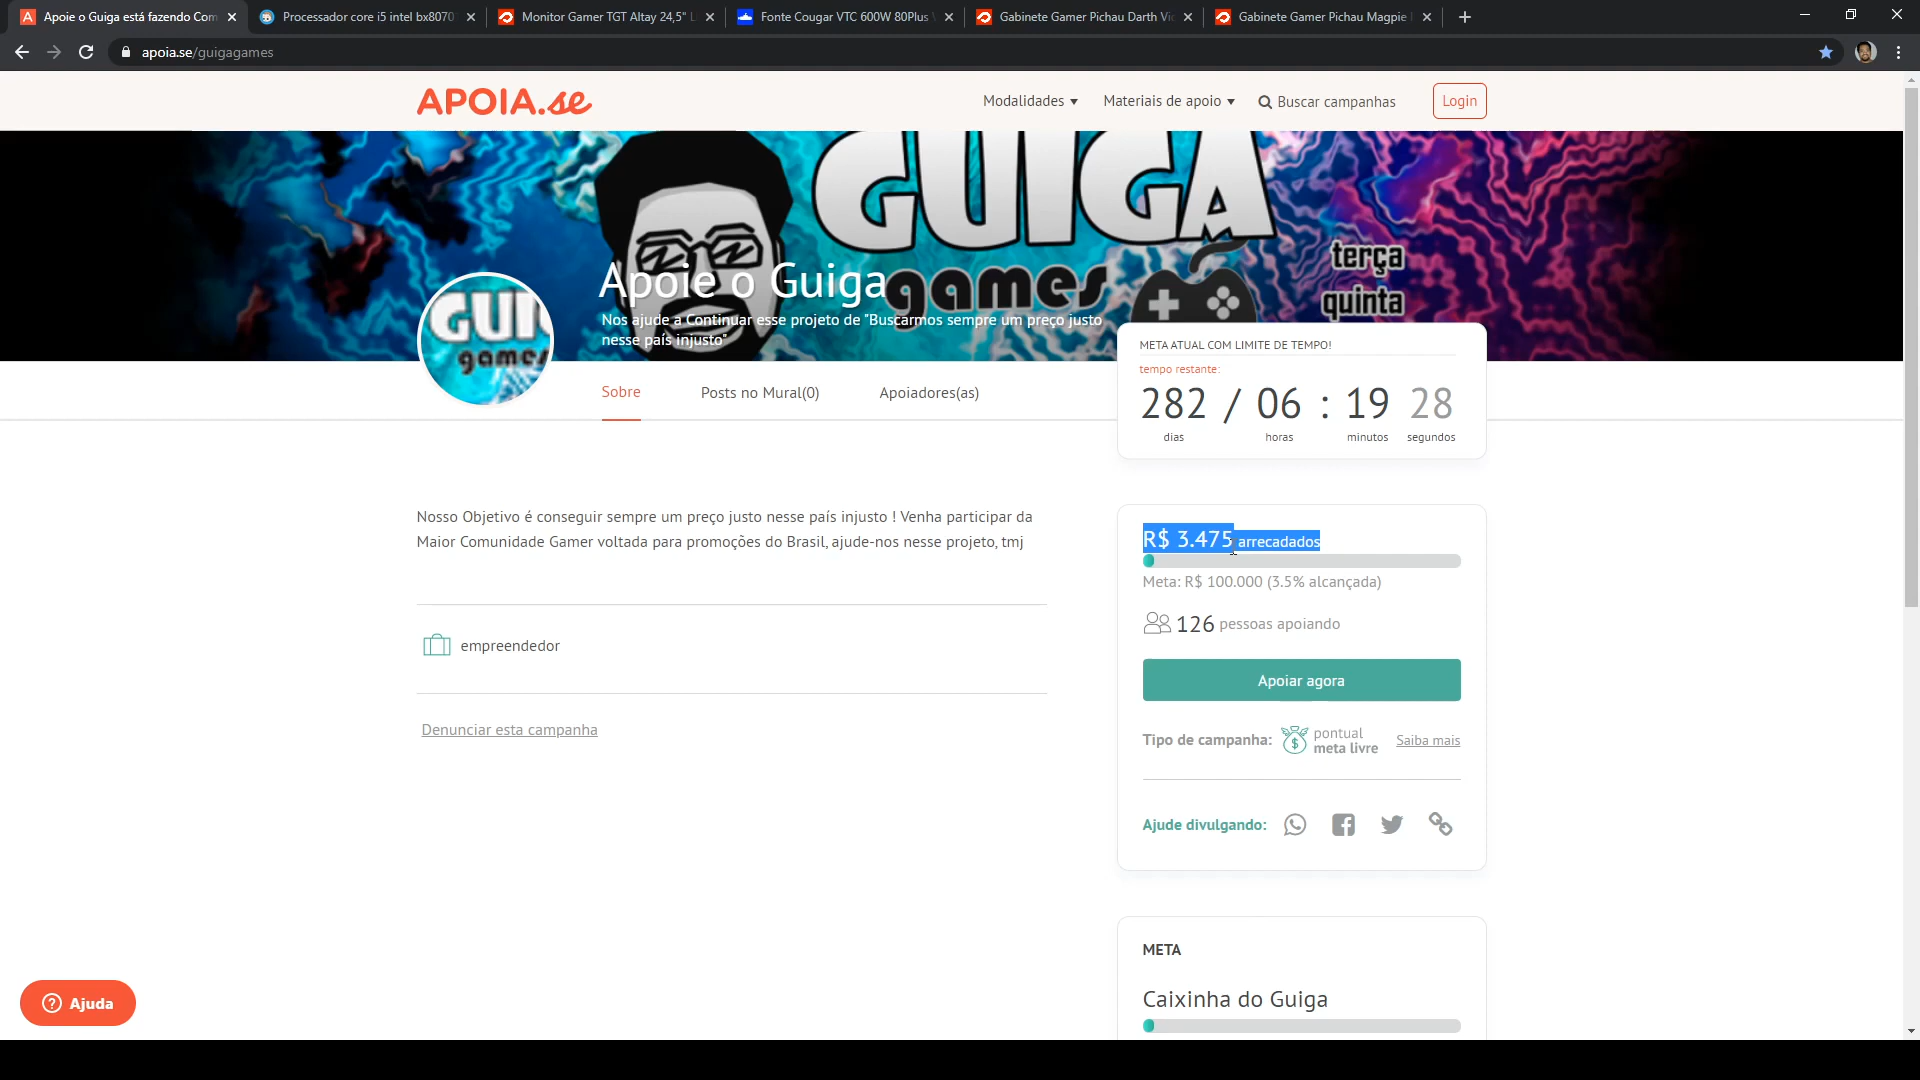 Apoie o Guiga está fazendo Com
Processador core i5 intel bx8070
Monitor Gamer TGT Altay 24,5" L
Fonte Cougar VTC 600W 80Plus
Gabinete Gamer Pichau Darth Vi
Gabinete Gamer Pichau Magpie
apoia.se/guigagames
APOIA.se
Modalidades
Materiais de apoio
Buscar campanhas
Login
GUIGA
games
terça
quinta
Apoie o Guiga
Nos ajude a Continuar esse projeto de "Buscarmos sempre um preço justo
nesse país injusto"
GUI
games
Sobre
Posts no Mural(0)
Apoiadores(as)
META ATUAL COM LIMITE DE TEMPO!
tempo restante:
282 / 06 : 19 28
dias horas minutos segundos
Nosso Objetivo é conseguir sempre um preço justo nesse país injusto ! Venha participar da
Maior Comunidade Gamer voltada para promoções do Brasil, ajude-nos nesse projeto, tmj
empreendedor
Denunciar esta campanha
R$ 3.475 arrecadados
Meta: R$ 100.000 (3.5% alcançada)
126 pessoas apoiando
Apoiar agora
Tipo de campanha:
pontual
meta livre
Saiba mais
Ajude divulgando:
META
Caixinha do Guiga
Ajuda